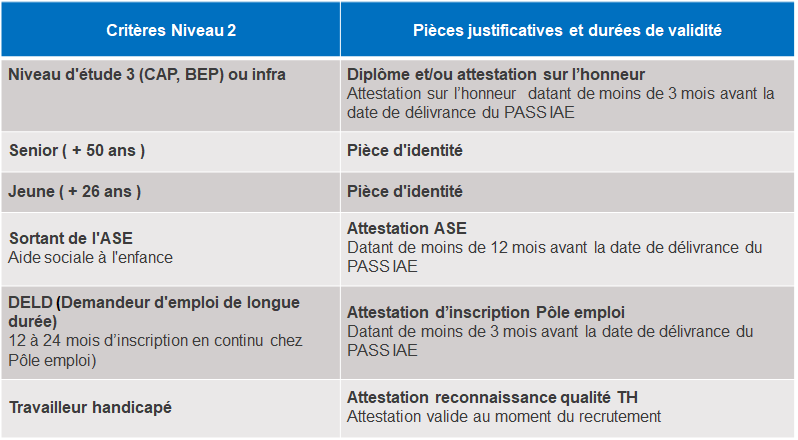 Critères Niveau 2
Pièces justificatives et durées de validité
Niveau d'étude 3 (CAP, BEP) ou infra
Diplôme et/ou attestation sur l'honneur
Attestation sur l'honneur datant de moins de 3 mois avant la
date de délivrance du PASS IAE
Senior ( + 50 ans )
Pièce d'identité
Jeune ( + 26 ans )
Pièce d'identité
Sortant de l'ASE
Aide sociale à l'enfance
Attestation ASE
Datant de moins de 12 mois avant la date de délivrance du
PASS IAE
DELD (Demandeur d'emploi de longue
durée)
12 à 24 mois d'inscription en continu chez
Pôle emploi)
Attestation d'inscription Pôle emploi
Datant de moins de 3 mois avant la date de délivrance du
PASS IAE
Travailleur handicapé
Attestation reconnaissance qualité TH
Attestation valide au moment du recrutement